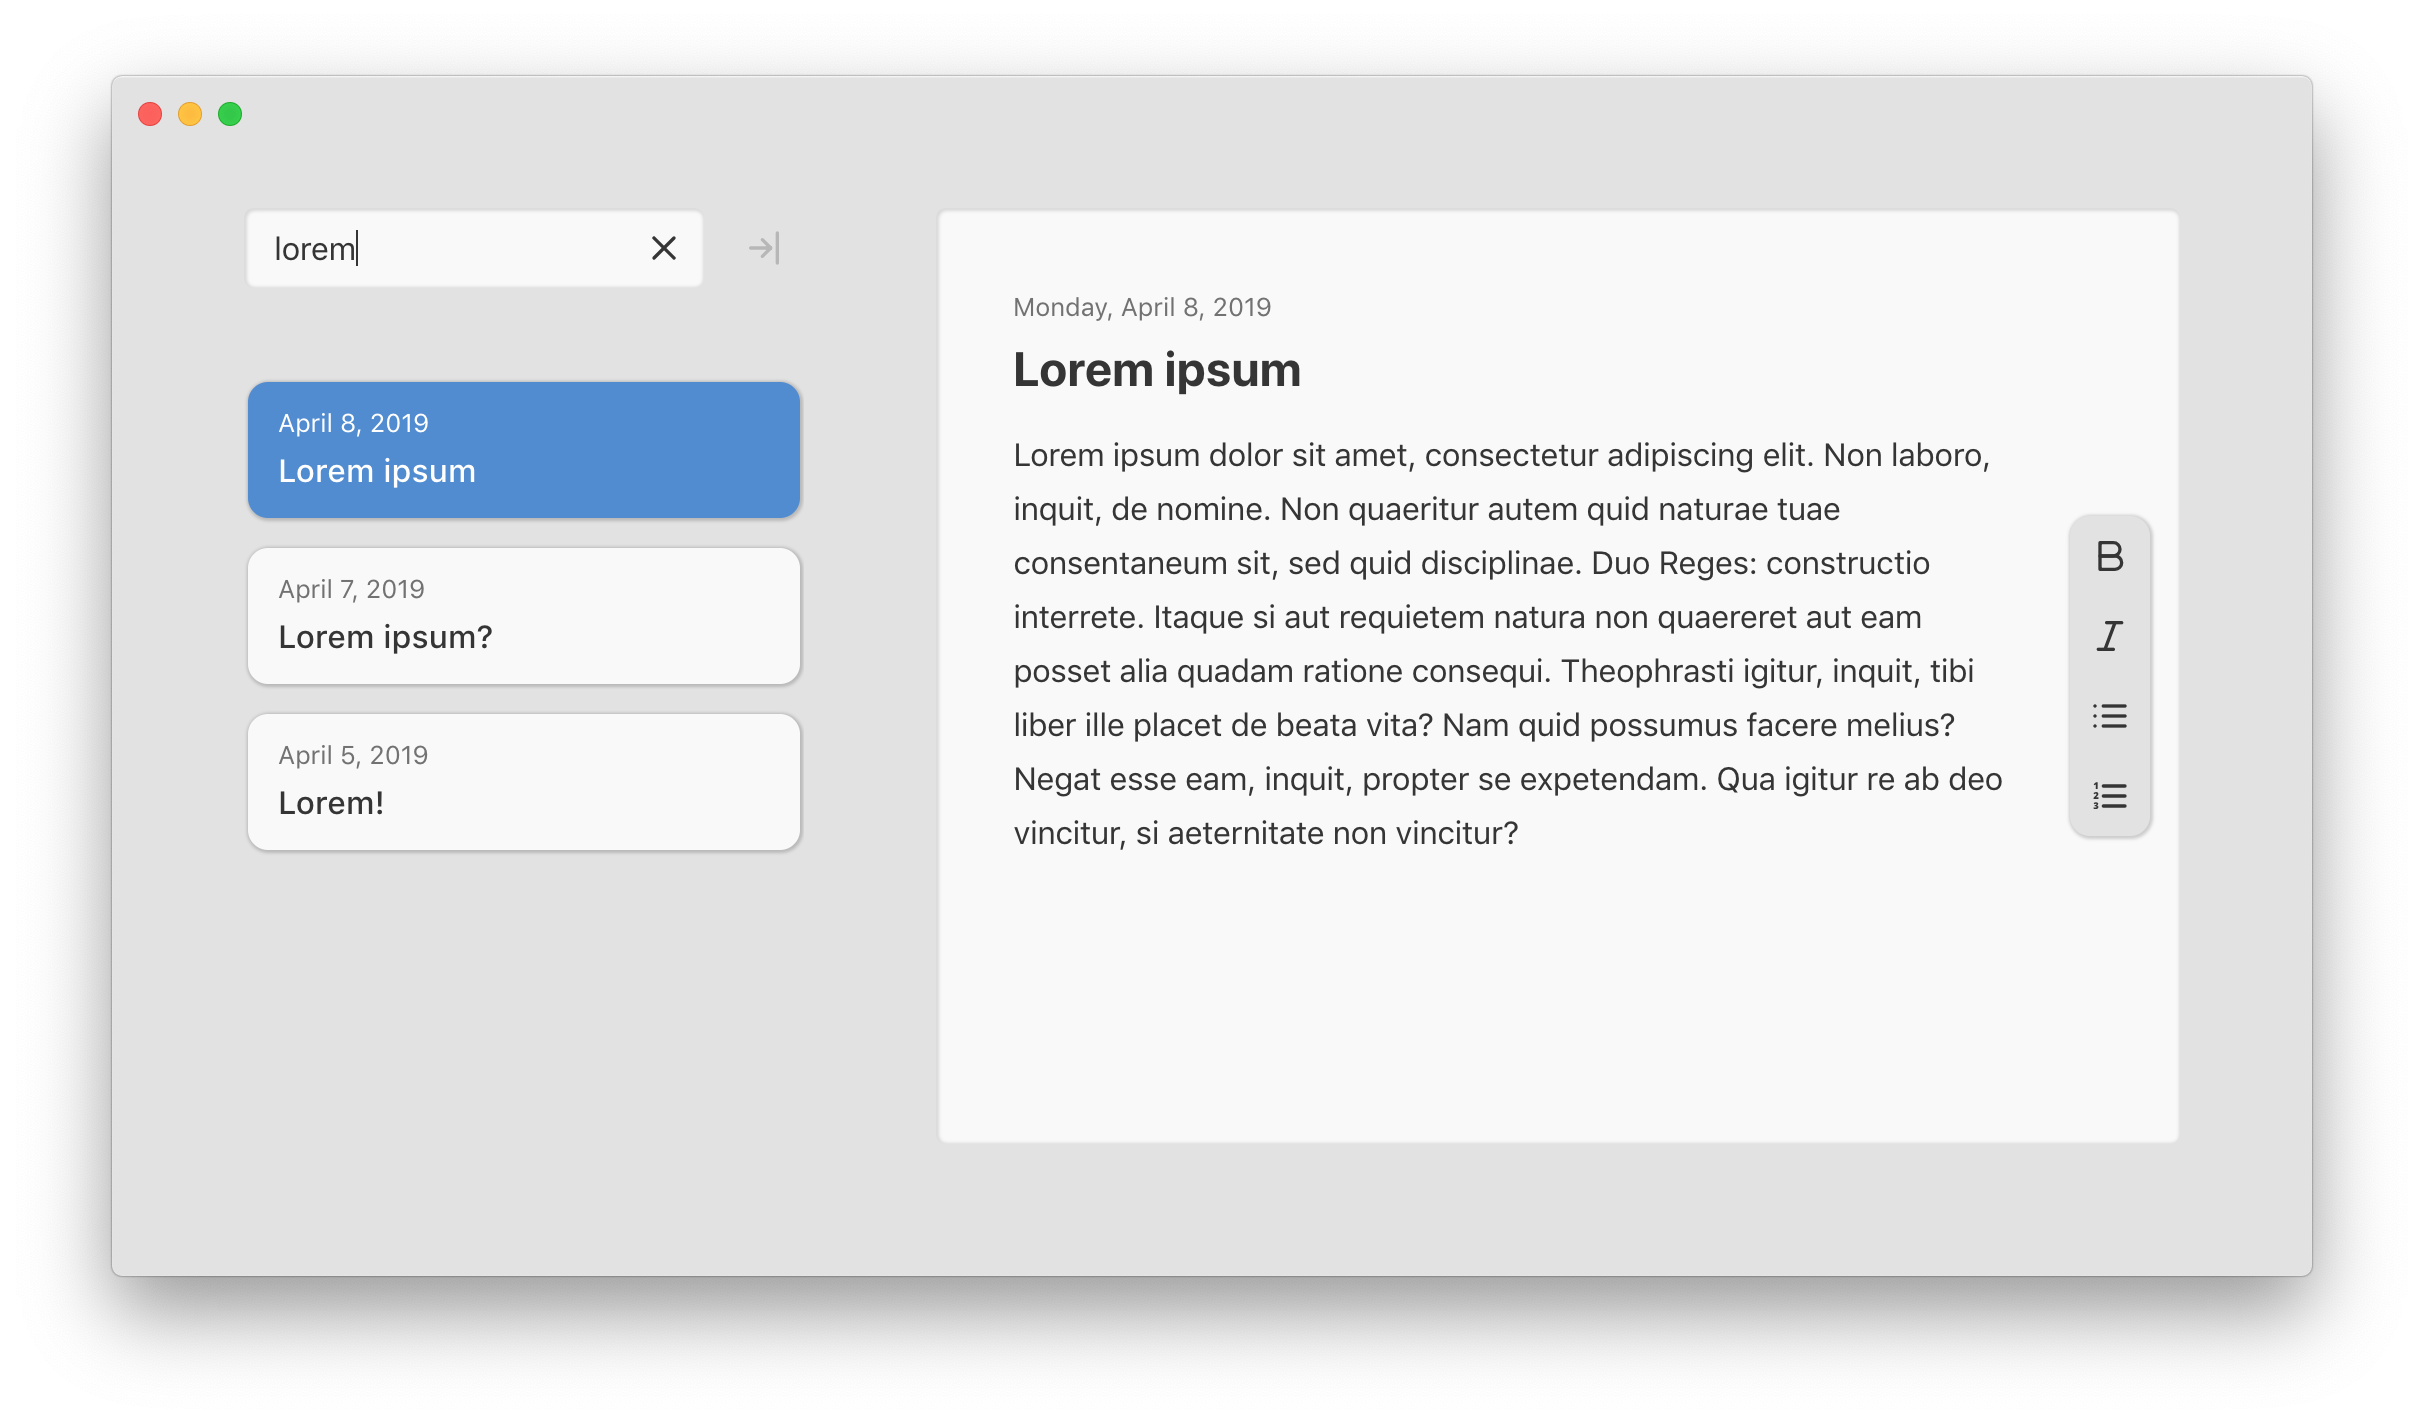 lorem
April 8, 2019
Lorem ipsum
April 7, 2019
Lorem ipsum?
April 5, 2019
Lorem!
Monday, April 8, 2019
Lorem ipsum
Lorem ipsum dolor sit amet, consectetur adipiscing elit. Non laboro,
inquit, de nomine. Non quaeritur autem quid naturae tuae
consentaneum sit, sed quid disciplinae. Duo Reges: constructio
interrete. Itaque si aut requietem natura non quaereret aut eam
posset alia quadam ratione consequi. Theophrasti igitur, inquit, tibi
liber ille placet de beata vita? Nam quid possumus facere melius?
Negat esse eam, inquit, propter se expetendam. Qua igitur re ab deo
vincitur, si aeternitate non vincitur?
B
I
1
2
3